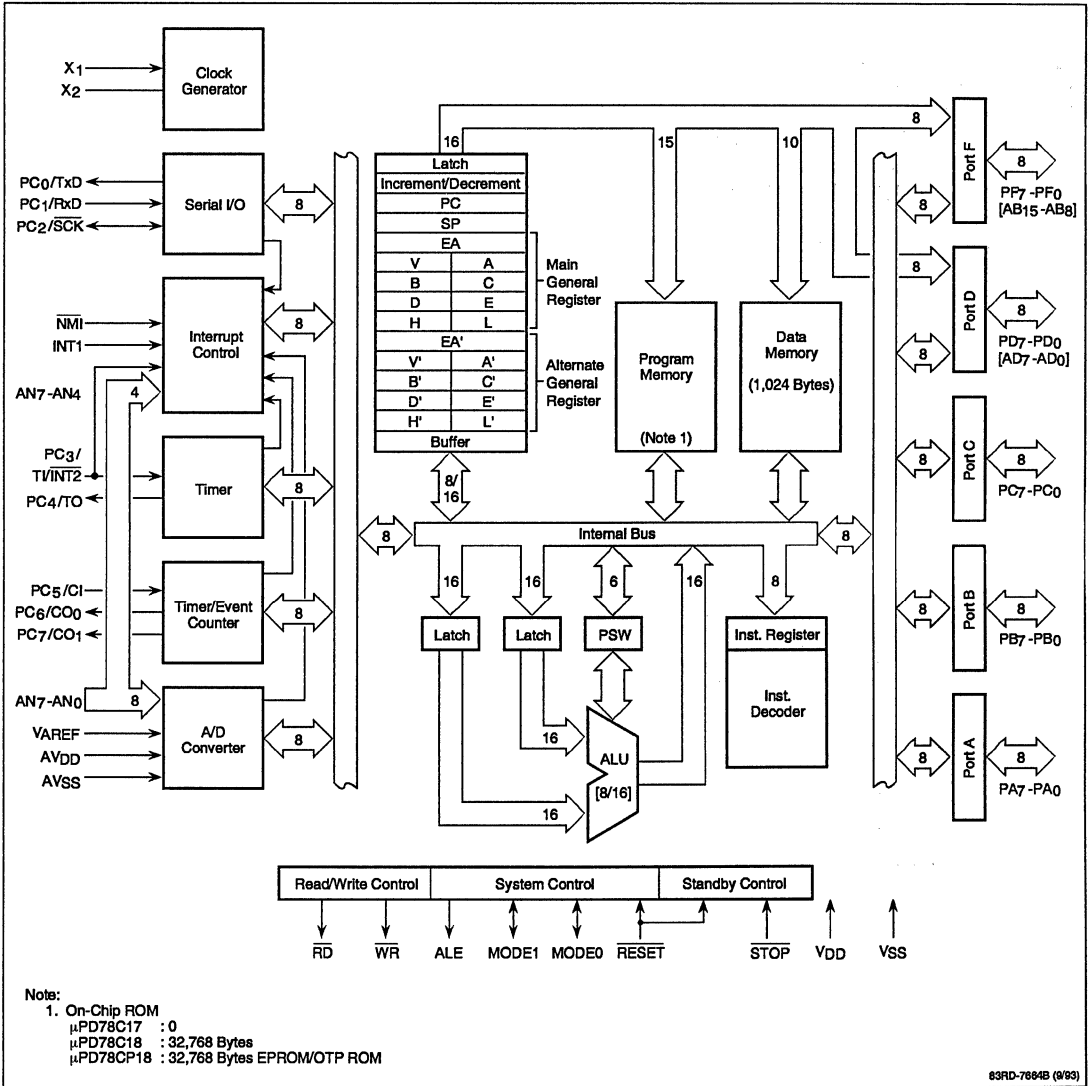 X1
X2
Clock
Generator
PC0/TxD
PC1/RxD
PC2/S̅C̅K̅
Serial I/O
8
N̅M̅I̅
INT1
AN7-AN4
4
Interrupt
Control
8
PC3/
TI/I̅N̅T̅2̅
PC4/TO
Timer
8
PC5/CI
PC6/CO0
PC7/CO1
Timer/Event
Counter
8
AN7-AN0
8
VAREF
AVDD
AVSS
A/D
Converter
8
16
Latch
Increment/Decrement
PC
SP
EA
V A
B C
D E
H L
Main
General
Register
EA'
V' A'
B' C'
D' E'
H' L'
Alternate
General
Register
Buffer
8/
16
15
Program
Memory
(Note 1)
10
Data
Memory
(1,024 Bytes)
8
Internal Bus
8
16
16
6
16
8
Latch
Latch
PSW
Inst. Register
Inst.
Decoder
16
16
ALU
[8/16]
8
8
Port F
8
PF7-PF0
[AB15-AB8]
8
8
Port D
8
PD7-PD0
[AD7-AD0]
8
Port C
8
PC7-PC0
8
Port B
8
PB7-PB0
8
Port A
8
PA7-PA0
Read/Write Control System Control Standby Control
R̅D̅ W̅R̅ ALE MODE1 MODE0 R̅E̅S̅E̅T̅ S̅T̅O̅P̅ VDD VSS
Note:
1. On-Chip ROM
μPD78C17 : 0
μPD78C18 : 32,768 Bytes
μPD78CP18 : 32,768 Bytes EPROM/OTP ROM
63RD-7664B (9/93)